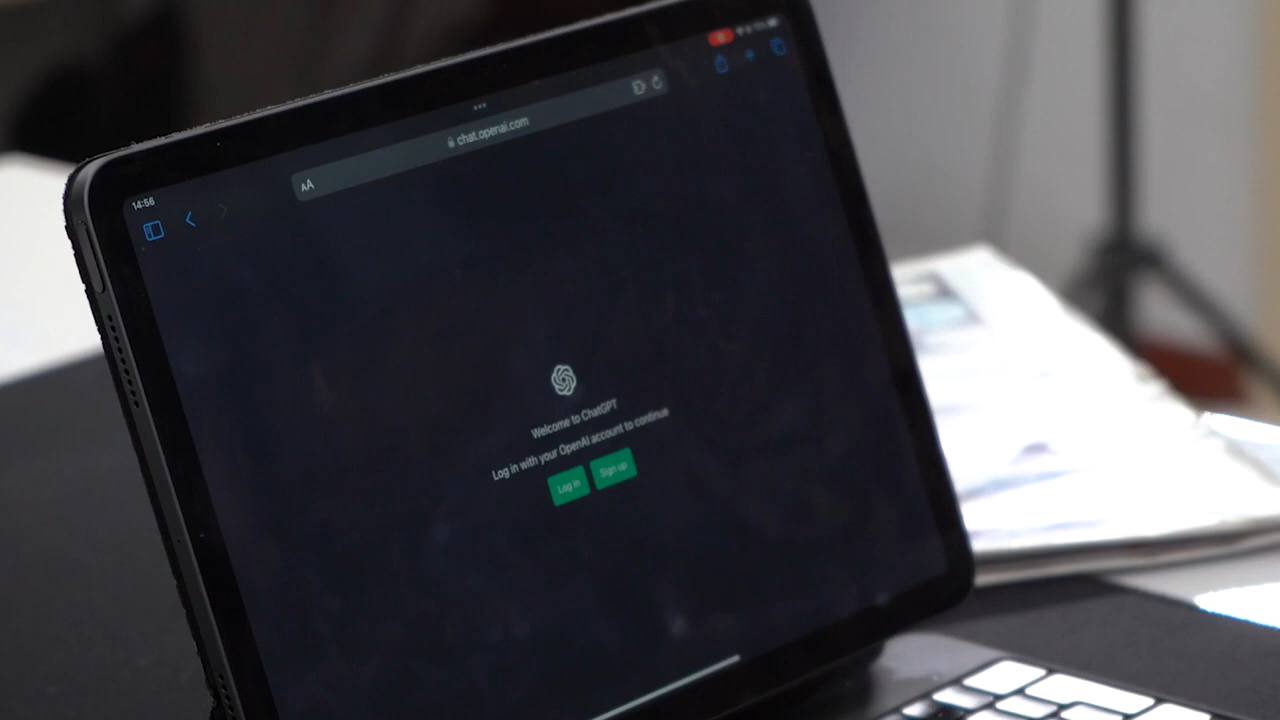 14:56
AA
chat.openai.com
Welcome to ChatGPT
Log in with your OpenAI account to continue
Log in
Sign up